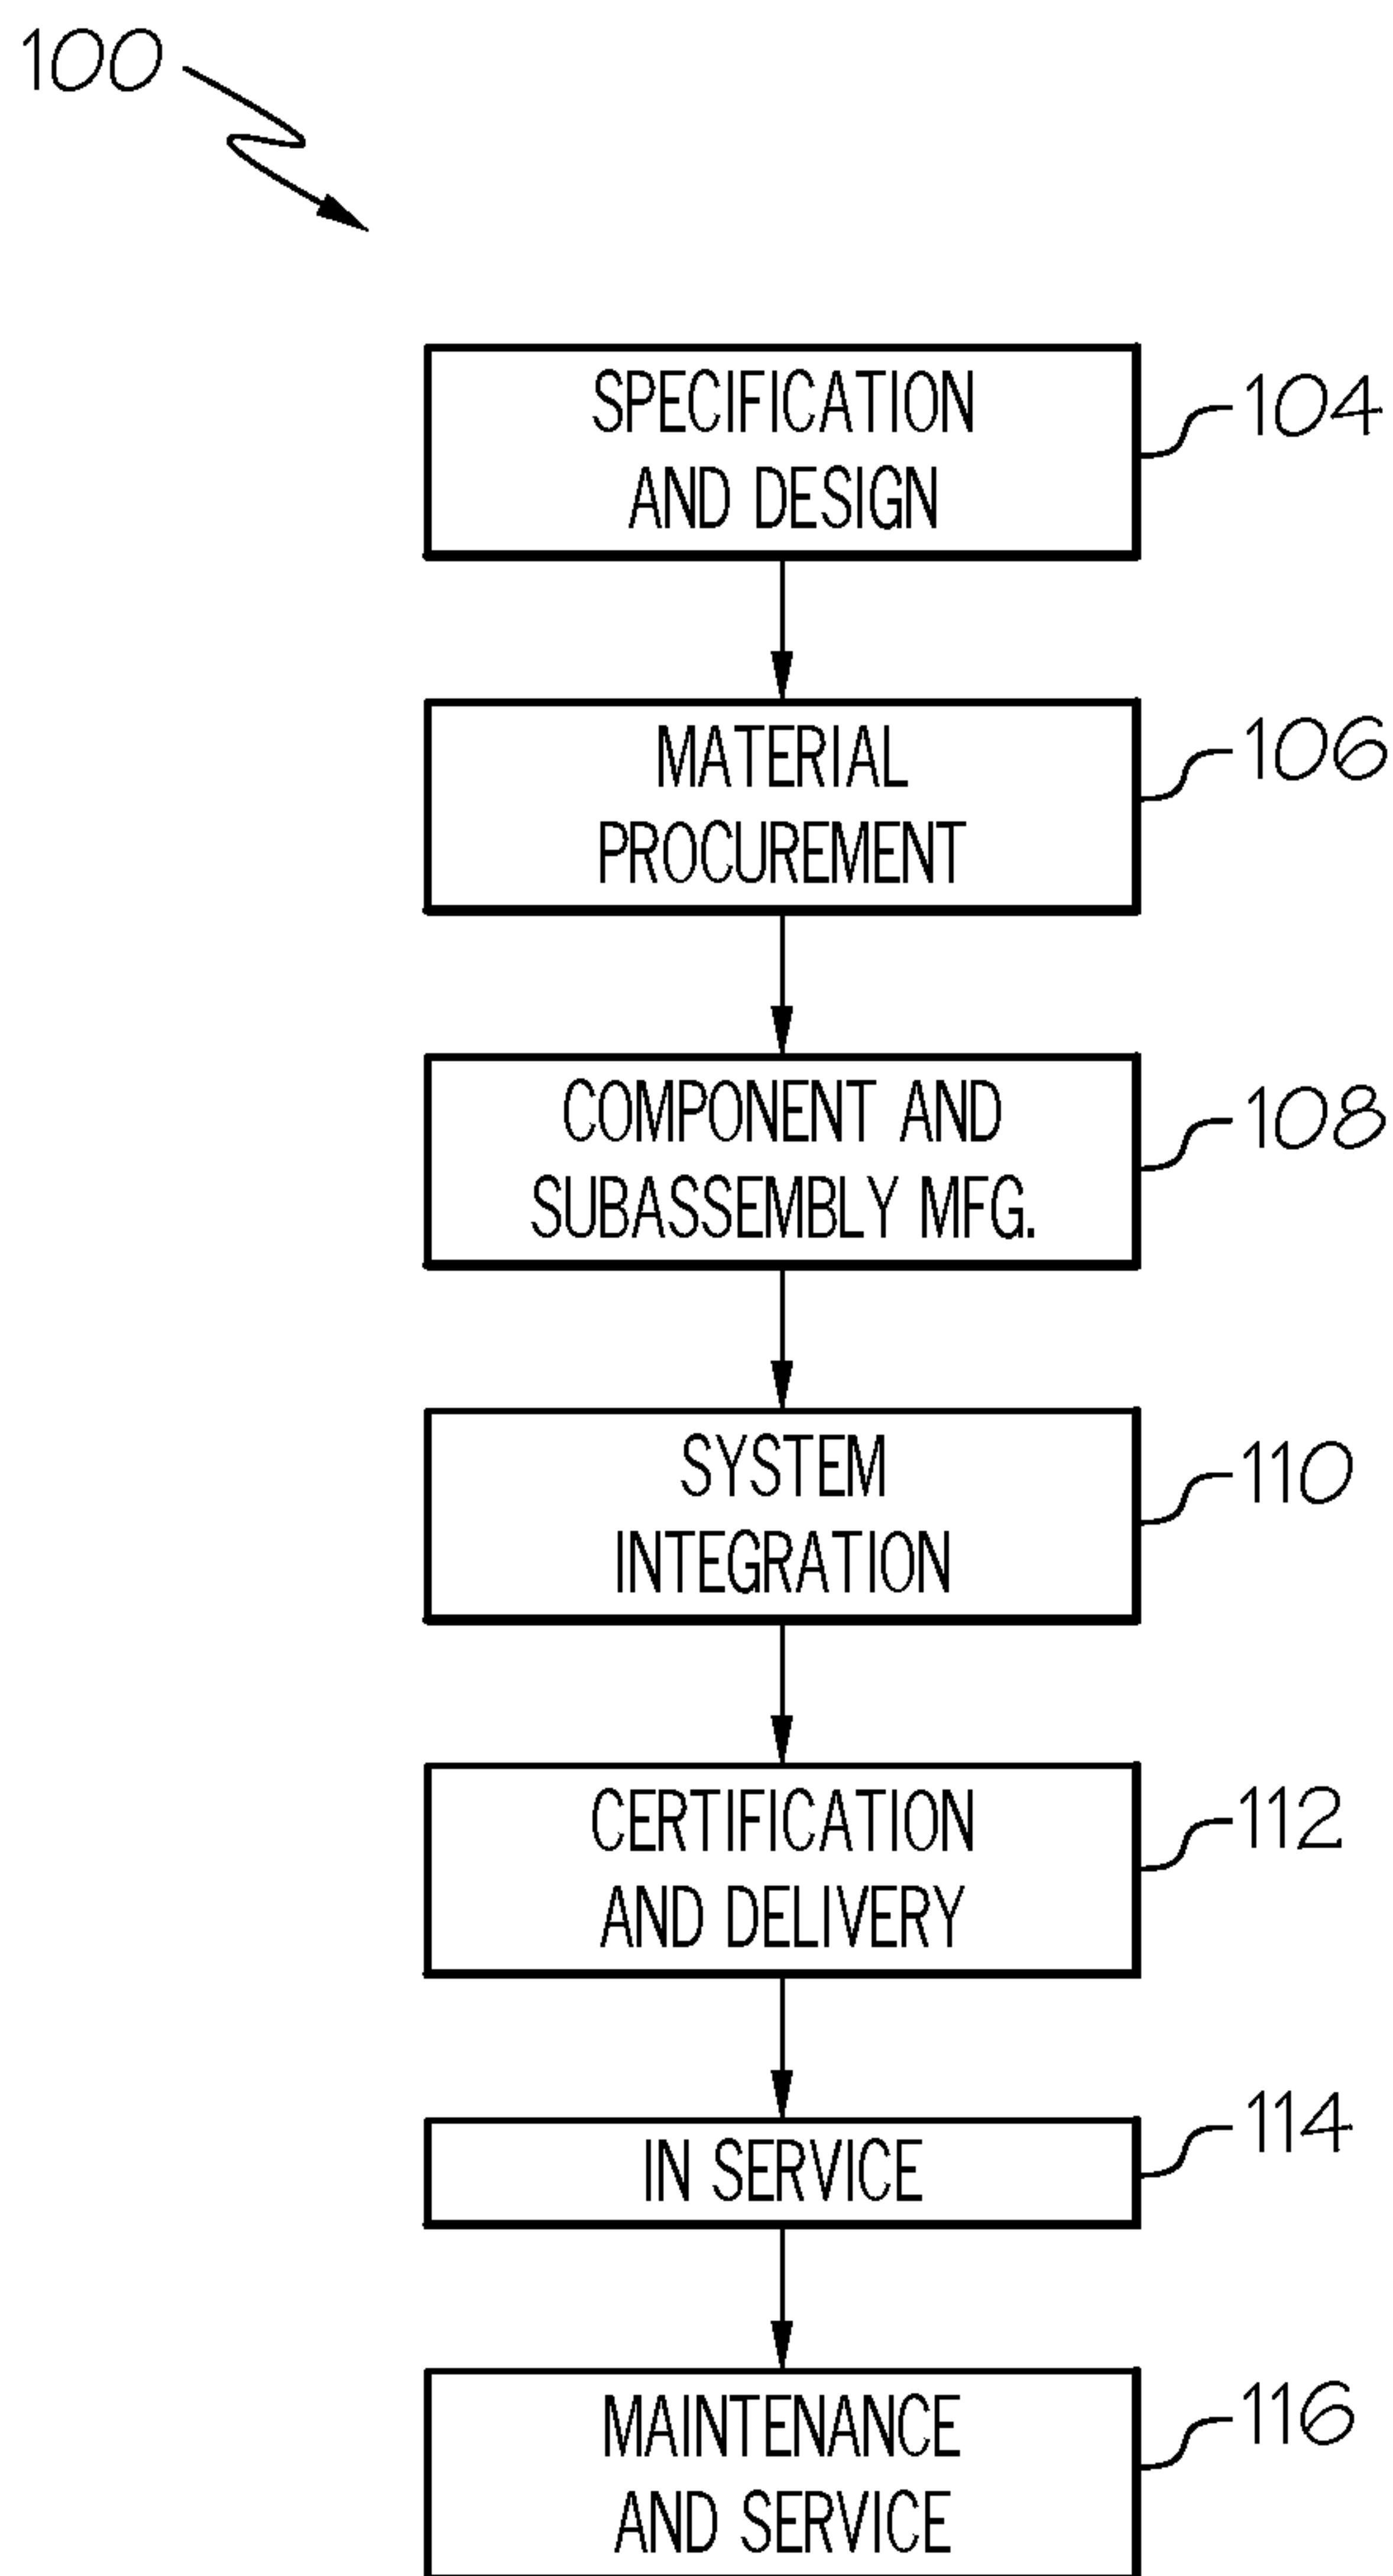 100
SPECIFICATION
AND DESIGN
104
MATERIAL
PROCUREMENT
106
COMPONENT AND
SUBASSEMBLY MFG.
108
SYSTEM
INTEGRATION
110
CERTIFICATION
AND DELIVERY
112
IN SERVICE
114
MAINTENANCE
AND SERVICE
116